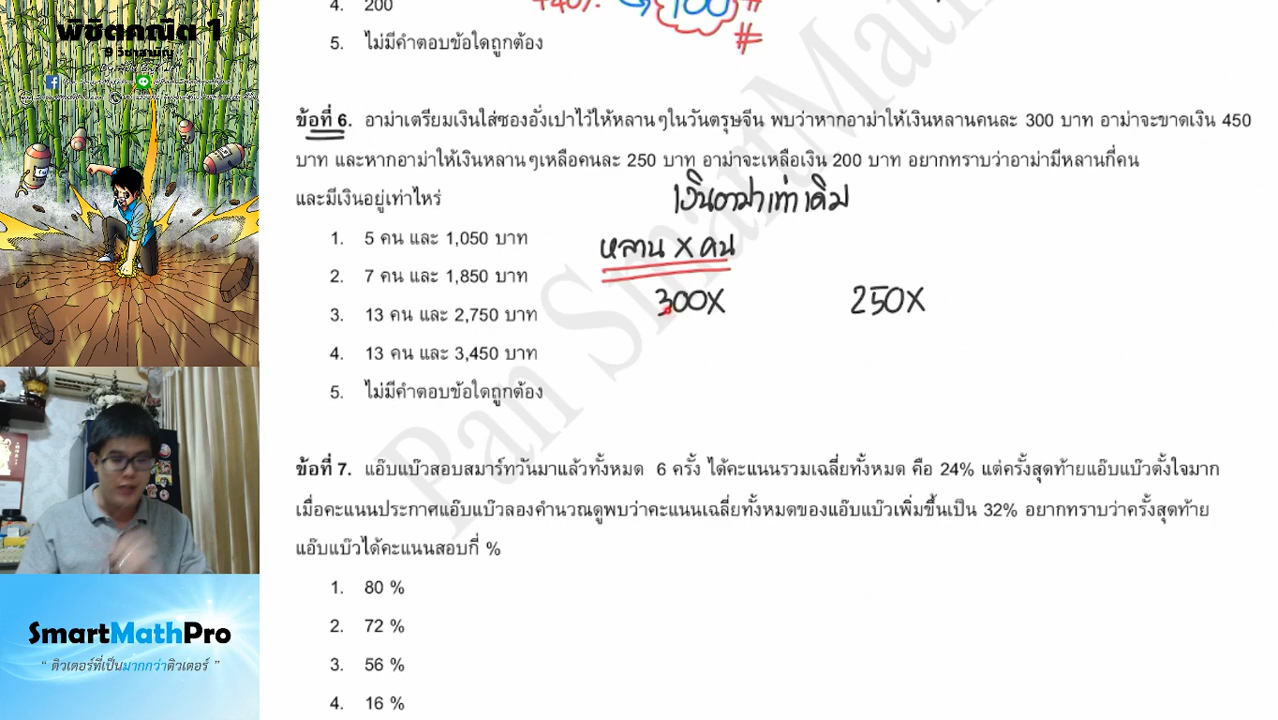 พิชิตคณิต 1
9 วิชาสามัญ
4. 200
+40%
100
#
#
5. ไม่มีคำตอบข้อใดถูกต้อง
ข้อที่ 6. อาม่าเตรียมเงินใส่ซองอั่งเปาไว้ให้หลานๆในวันตรุษจีน พบว่าหากอาม่าให้เงินหลานคนละ 300 บาท อาม่าจะขาดเงิน 450
บาท และหากอาม่าให้เงินหลานๆเหลือคนละ 250 บาท อาม่าจะเหลือเงิน 200 บาท อยากทราบว่าอาม่ามีหลานกี่คน
และมีเงินอยู่เท่าไหร่
เงินอาม่าเท่าเดิม
1. 5 คน และ 1,050 บาท
หลาน X คน
2. 7 คน และ 1,850 บาท
300X 250X
3. 13 คน และ 2,750 บาท
4. 13 คน และ 3,450 บาท
5. ไม่มีคำตอบข้อใดถูกต้อง
ข้อที่ 7. แอ๊บแบ๊วสอบสมาร์ทวันมาแล้วทั้งหมด 6 ครั้ง ได้คะแนนรวมเฉลี่ยทั้งหมด คือ 24% แต่ครั้งสุดท้ายแอ๊บแบ๊วตั้งใจมาก
เมื่อคะแนนประกาศแอ๊บแบ๊วลองคำนวณดูพบว่าคะแนนเฉลี่ยทั้งหมดของแอ๊บแบ๊วเพิ่มขึ้นเป็น 32% อยากทราบว่าครั้งสุดท้าย
แอ๊บแบ๊วได้คะแนนสอบกี่ %
1. 80 %
2. 72 %
3. 56 %
4. 16 %
Pan SmartMath
SmartMathPro
“ ติวเตอร์ที่เป็นมากกว่าติวเตอร์ ”